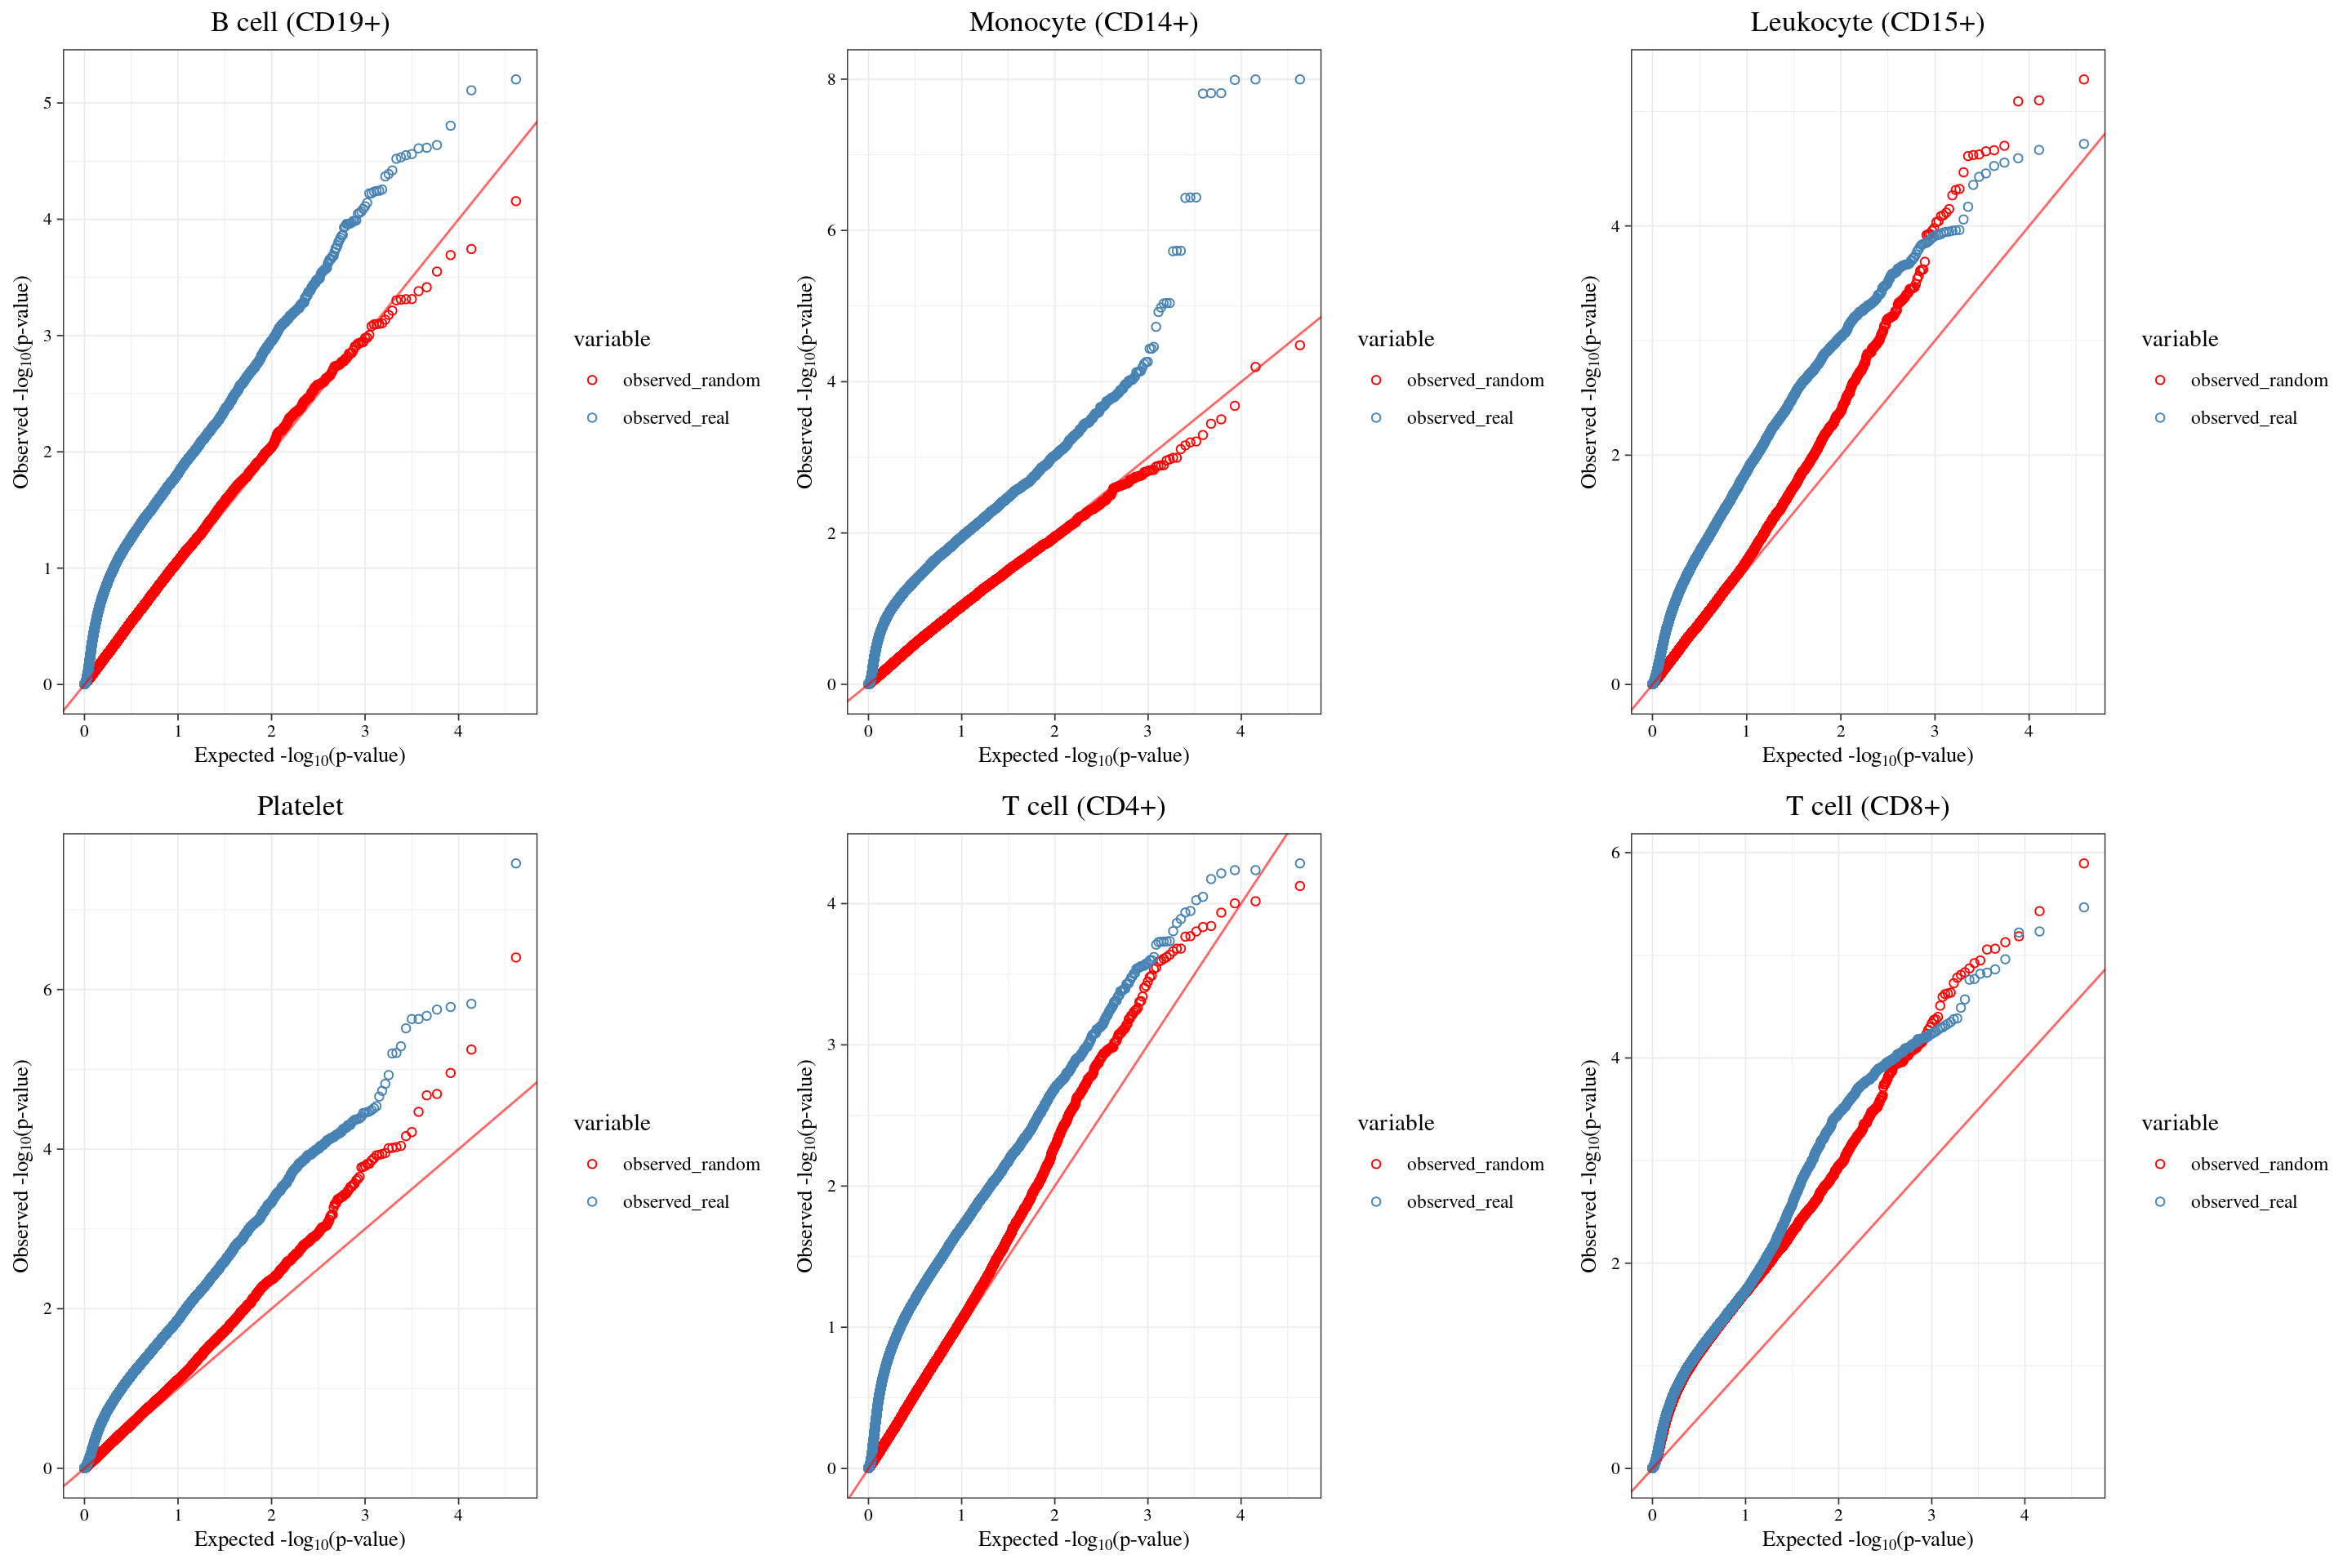 B cell (CD19+)
Observed -log10(p-value)
5
4
3
2
1
0
0 1 2 3 4
Expected -log10(p-value)
variable
observed_random
observed_real
Monocyte (CD14+)
Observed -log10(p-value)
8
6
4
2
0
0 1 2 3 4
Expected -log10(p-value)
variable
observed_random
observed_real
Leukocyte (CD15+)
Observed -log10(p-value)
4
2
0
0 1 2 3 4
Expected -log10(p-value)
variable
observed_random
observed_real
Platelet
Observed -log10(p-value)
6
4
2
0
0 1 2 3 4
Expected -log10(p-value)
variable
observed_random
observed_real
T cell (CD4+)
Observed -log10(p-value)
4
3
2
1
0
0 1 2 3 4
Expected -log10(p-value)
variable
observed_random
observed_real
T cell (CD8+)
Observed -log10(p-value)
6
4
2
0
0 1 2 3 4
Expected -log10(p-value)
variable
observed_random
observed_real